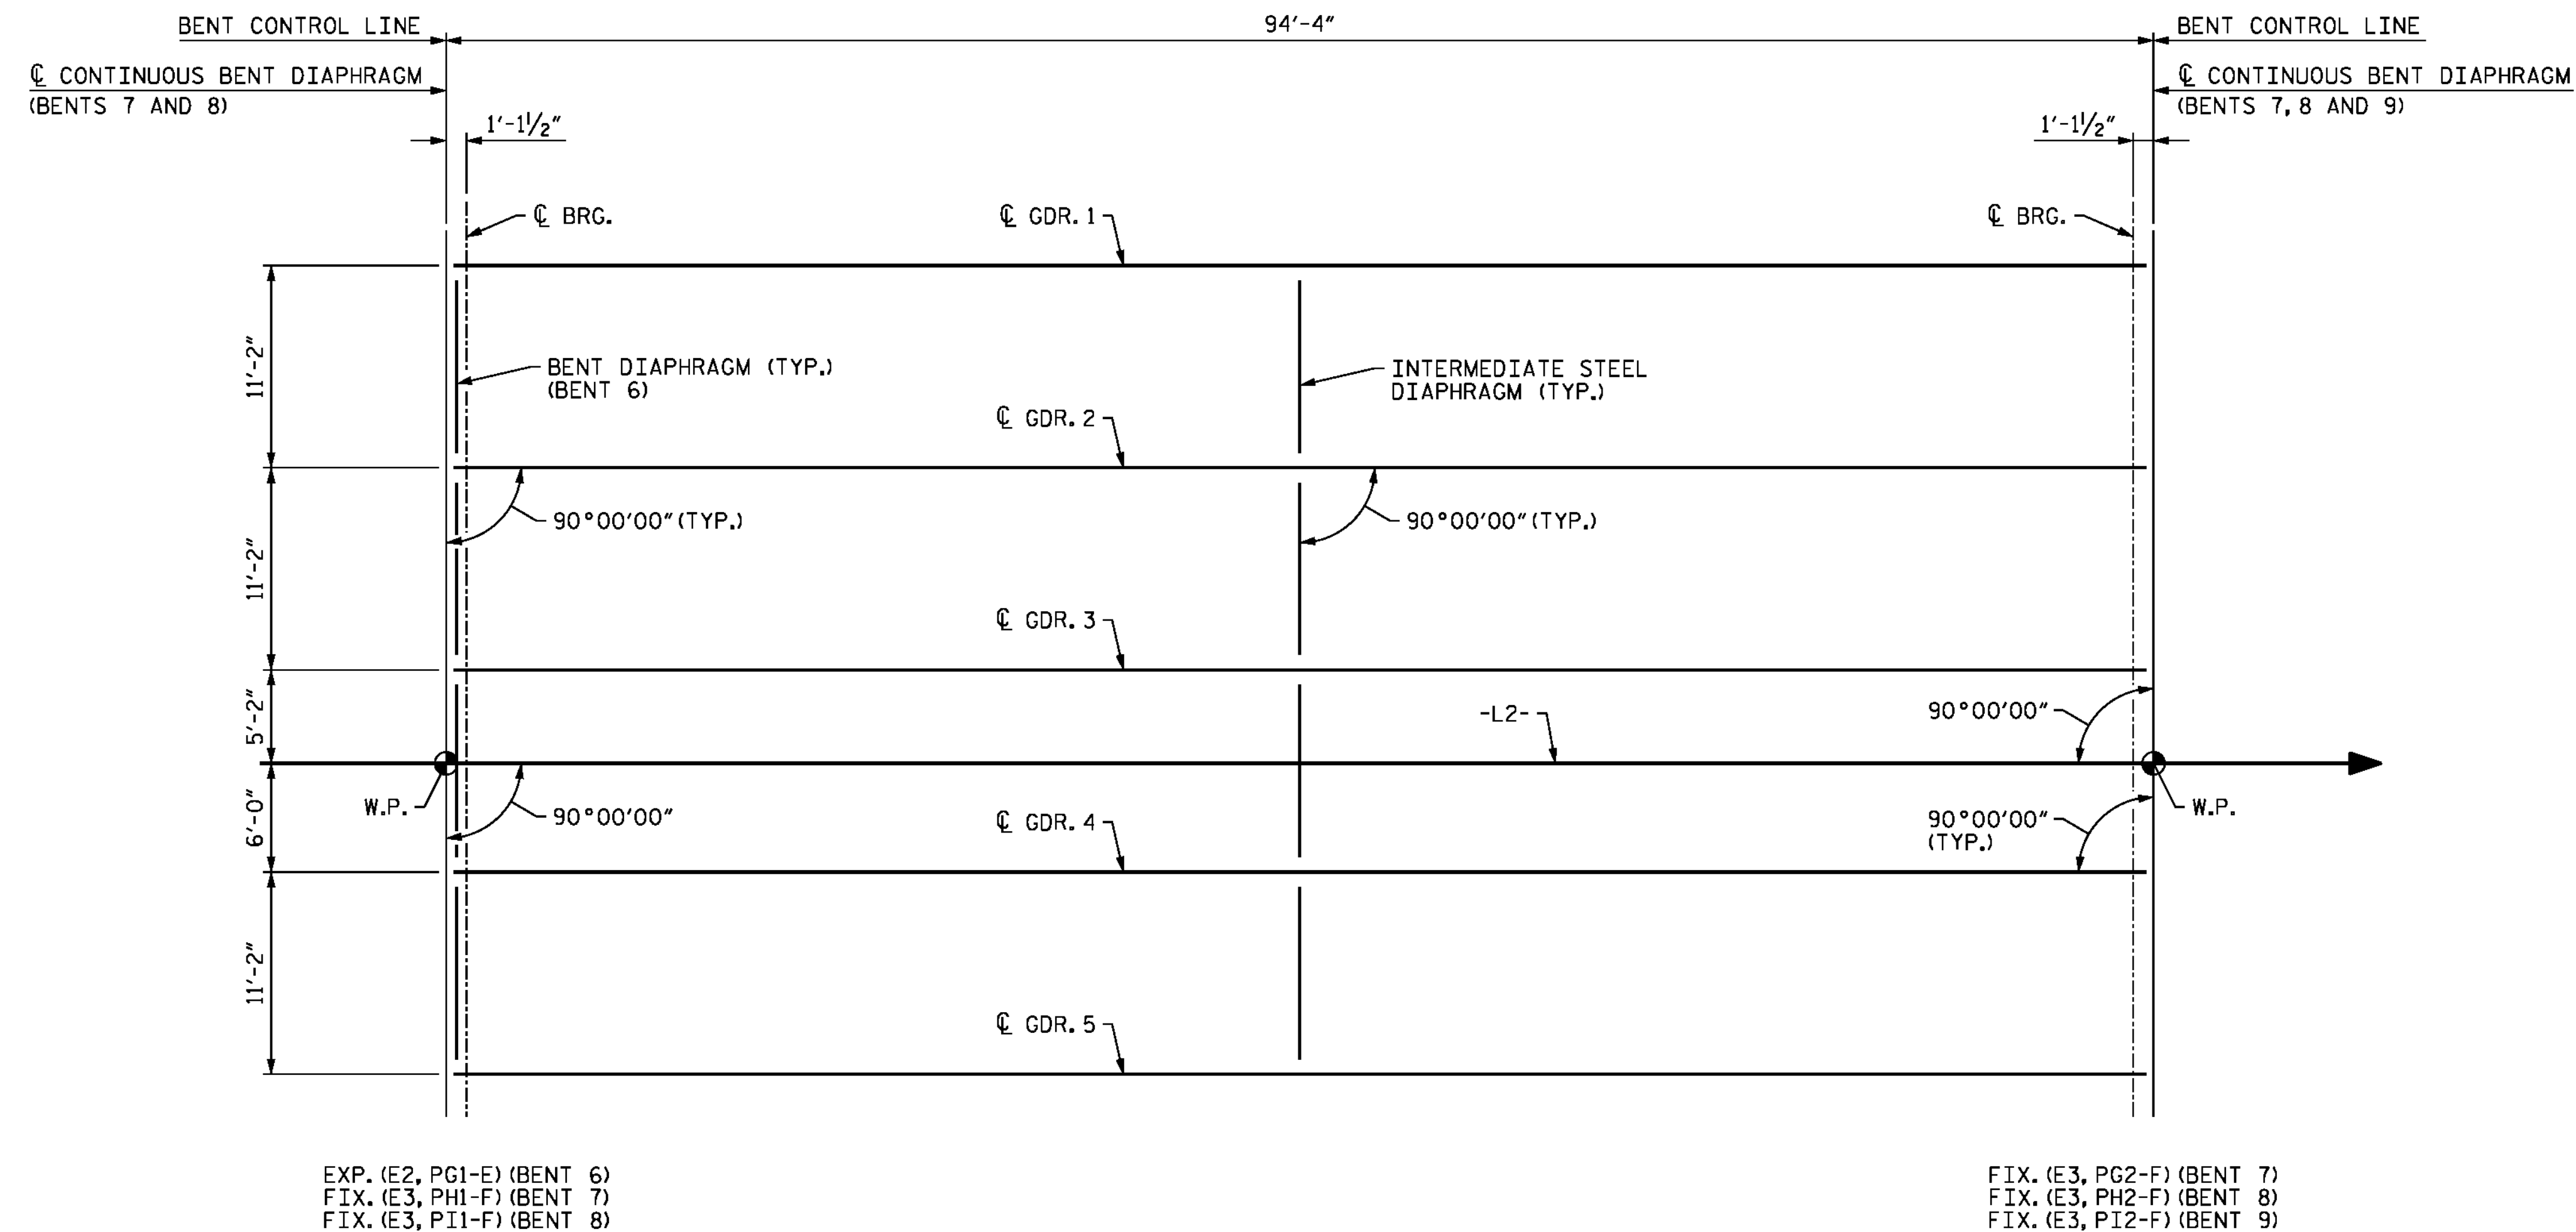 BENT CONTROL LINE
94'-4"
BENT CONTROL LINE
℄ CONTINUOUS BENT DIAPHRAGM
(BENTS 7 AND 8)
℄ CONTINUOUS BENT DIAPHRAGM
(BENTS 7, 8 AND 9)
1'-1½"
1'-1½"
℄ BRG.
℄ GDR. 1
℄ BRG.
11'-2"
BENT DIAPHRAGM (TYP.)
(BENT 6)
INTERMEDIATE STEEL
DIAPHRAGM (TYP.)
℄ GDR. 2
90°00'00" (TYP.)
90°00'00" (TYP.)
11'-2"
℄ GDR. 3
5'-2"
-L2-
90°00'00"
W.P.
6'-0"
90°00'00"
℄ GDR. 4
90°00'00"
(TYP.)
W.P.
11'-2"
℄ GDR. 5
EXP. (E2, PG1-E) (BENT 6)
FIX. (E3, PH1-F) (BENT 7)
FIX. (E3, PI1-F) (BENT 8)
FIX. (E3, PG2-F) (BENT 7)
FIX. (E3, PH2-F) (BENT 8)
FIX. (E3, PI2-F) (BENT 9)